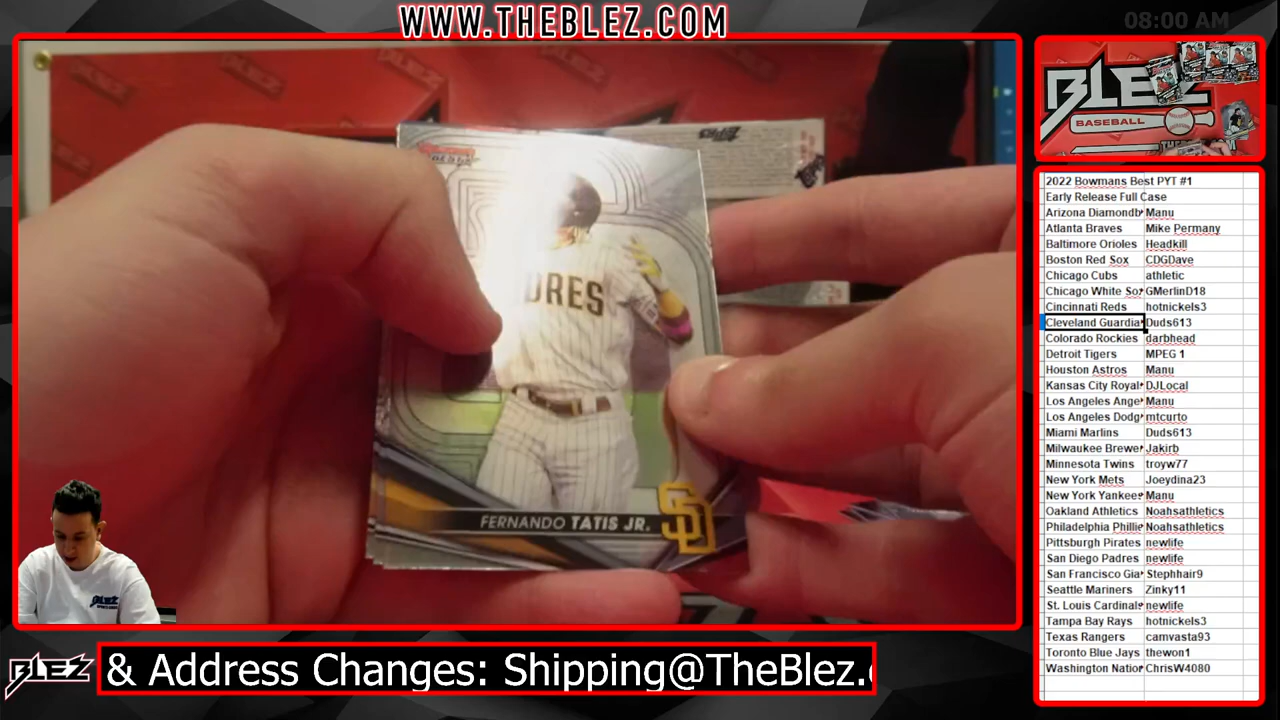 WWW.THEBLEZ.COM
08:00 AM
BLEZ
BASEBALL
BEST
DRES
FERNANDO TATIS JR.
SD
2022 Bowmans Best PYT #1
Early Release Full Case
Arizona Diamondb Manu
Atlanta Braves Mike Permany
Baltimore Orioles Headkill
Boston Red Sox CDGDave
Chicago Cubs athletic
Chicago White So GMerlinD18
Cincinnati Reds hotnickels3
Cleveland Guardia Duds613
Colorado Rockies darbhead
Detroit Tigers MPEG 1
Houston Astros Manu
Kansas City Royal DJLocal
Los Angeles Ange Manu
Los Angeles Dodg mtcurto
Miami Marlins Duds613
Milwaukee Brewe Jakirb
Minnesota Twins troyw77
New York Mets Joeydina23
New York Yankee Manu
Oakland Athletics Noahsathletics
Philadelphia Phillie Noahsathletics
Pittsburgh Pirates newlife
San Diego Padres newlife
San Francisco Gia Stephhair9
Seattle Mariners Zinky11
St. Louis Cardinals newlife
Tampa Bay Rays hotnickels3
Texas Rangers camvasta93
Toronto Blue Jays thewon1
Washington Nation ChrisW4080
BLEZ
BLEZ & Address Changes: Shipping@TheBlez.